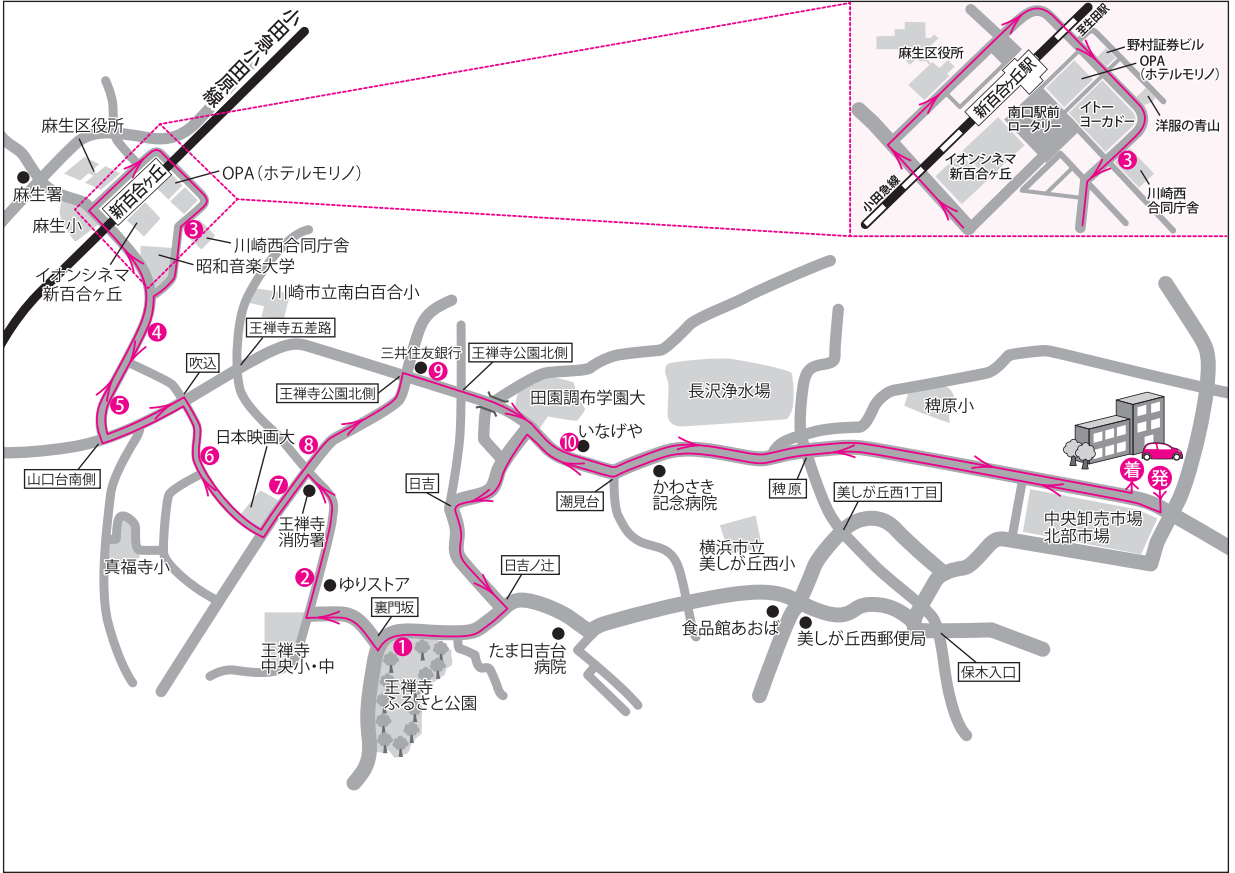 小田急小田原線
麻生区役所
麻生署
麻生小
新百合ヶ丘
OPA（ホテルモリノ）
❸
川崎西合同庁舎
昭和音楽大学
イオンシネマ
新百合ヶ丘
川崎市立南白百合小
❹
王禅寺五差路
吹込
❺
山口台南側
❻
日本映画大
❽
❼
王禅寺
消防署
王禅寺公園北側
三井住友銀行
❾
王禅寺公園北側
田園調布学園大
いなげや
❿
長沢浄水場
稗原小
潮見台
かわさき
記念病院
稗原
美しが丘西1丁目
着
発
中央卸売市場
北部市場
日吉
日吉ノ辻
横浜市立
美しが丘西小
真福寺小
❷
ゆりストア
裏門坂
❶
王禅寺
中央小・中
王禅寺
ふるさと公園
たま日吉台
病院
食品館あおば
美しが丘西郵便局
保木入口
至生田駅
麻生区役所
新百合ヶ丘駅
野村証券ビル
OPA
（ホテルモリノ）
南口駅前
ロータリー
イトー
ヨーカドー
洋服の青山
イオンシネマ
新百合ヶ丘
❸
川崎西
合同庁舎
小田急線